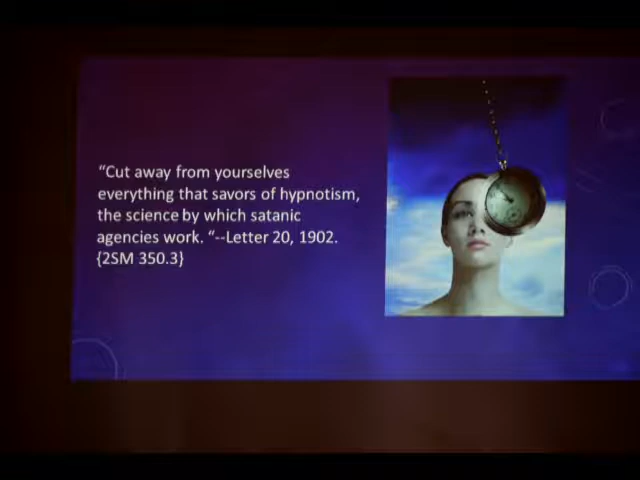 “Cut away from yourselves
everything that savors of hypnotism,
the science by which satanic
agencies work. “--Letter 20, 1902.
{2SM 350.3}